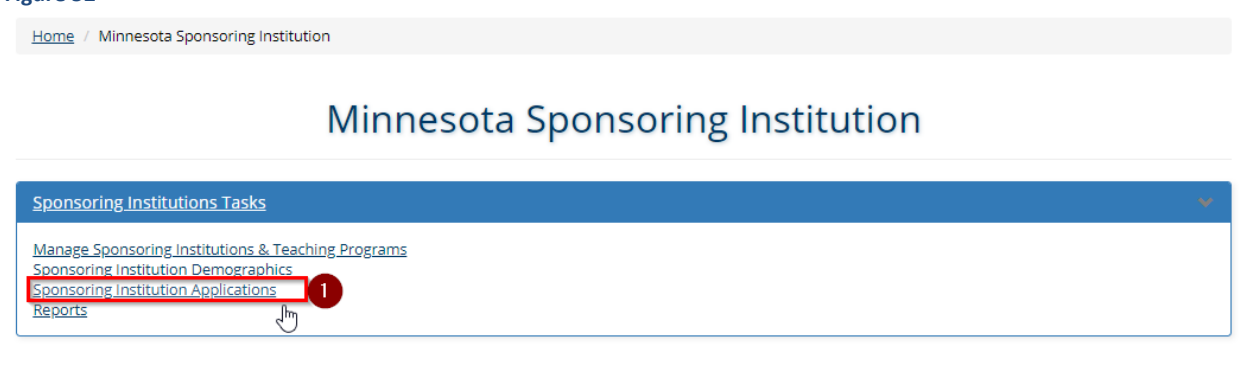 Home / Minnesota Sponsoring Institution
Minnesota Sponsoring Institution
Sponsoring Institutions Tasks
Manage Sponsoring Institutions & Teaching Programs
Sponsoring Institution Demographics
Sponsoring Institution Applications 1
Reports